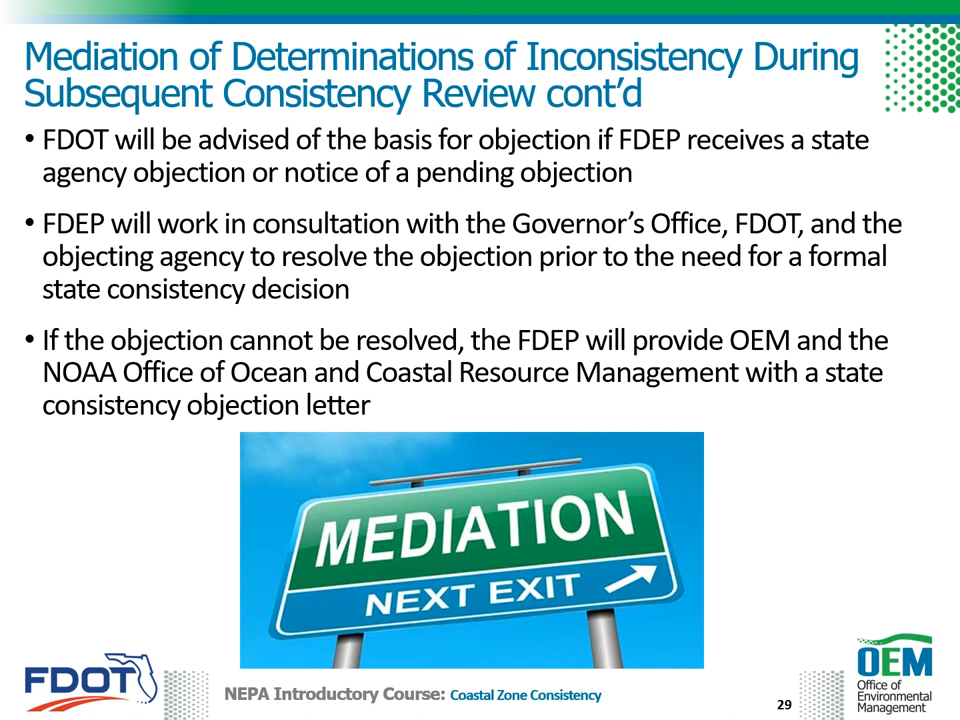 Mediation of Determinations of Inconsistency During
Subsequent Consistency Review cont’d
• FDOT will be advised of the basis for objection if FDEP receives a state
agency objection or notice of a pending objection
• FDEP will work in consultation with the Governor’s Office, FDOT, and the
objecting agency to resolve the objection prior to the need for a formal
state consistency decision
• If the objection cannot be resolved, the FDEP will provide OEM and the
NOAA Office of Ocean and Coastal Resource Management with a state
consistency objection letter
MEDIATION
NEXT EXIT
FDOT
NEPA Introductory Course: Coastal Zone Consistency
29
OEM
Office of
Environmental
Management